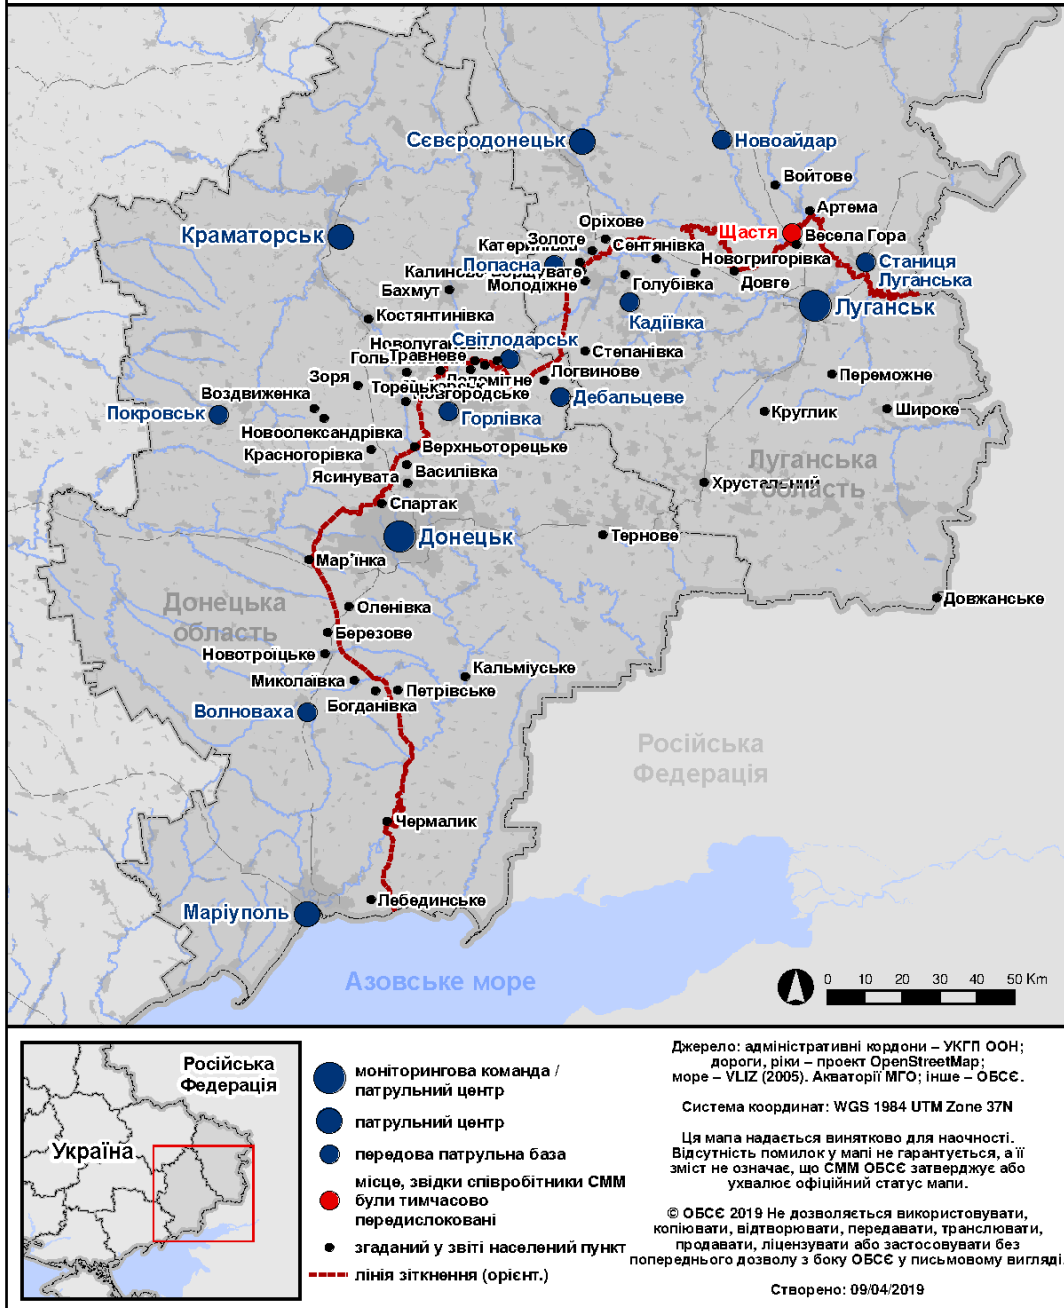 Сєвєродонецьк
Новоайдар
Войтове
Артема
Оріхове
Щастя
Весела Гора
Краматорськ
Золоте
Сентянівка
Попасна
Новогригорівка
Станиця
Луганська
Молодіжне
Голубівка
Довге
Бахмут
Кадіївка
Луганськ
Костянтинівка
Світлодарськ
Травневе
Степанівка
Зоря
Логвинове
Переможне
Воздвиженка
Дебальцеве
Покровськ
Горлівка
Круглик
Широке
Новоолександрівка
Верхньоторецьке
Красногорівка
Луганська
область
Василівка
Ясинувата
Хрустальний
Спартак
Донецьк
Тернове
Мар'їнка
Довжанське
Донецька
область
Оленівка
Березове
Новотроїцьке
Кальміуське
Миколаївка
Петрівське
Богданівка
Волноваха
Російська
Федерація
Чермалик
Лебединське
Маріуполь
Азовське море
0 10 20 30 40 50 Km
Російська
Федерація
Україна
моніторингова команда /
патрульний центр
патрульний центр
передова патрульна база
місце, звідки співробітники СММ
були тимчасово
передислоковані
згаданий у звіті населений пункт
лінія зіткнення (орієнт.)
Джерело: адміністративні кордони – УКГП ООН;
дороги, ріки – проект OpenStreetMap;
море – VLIZ (2005). Акваторії МГО; інше – ОБСЄ.
Система координат: WGS 1984 UTM Zone 37N
Ця мапа надається винятково для наочності.
Відсутність помилок у мапі не гарантується, а її
зміст не означає, що СММ ОБСЄ затверджує або
ухвалює офіційний статус мапи.
© ОБСЄ 2019 Не дозволяється використовувати,
копіювати, відтворювати, передавати, транслювати,
продавати, ліцензувати або застосовувати без
попереднього дозволу з боку ОБСЄ у письмовому вигляді.
Створено: 09/04/2019